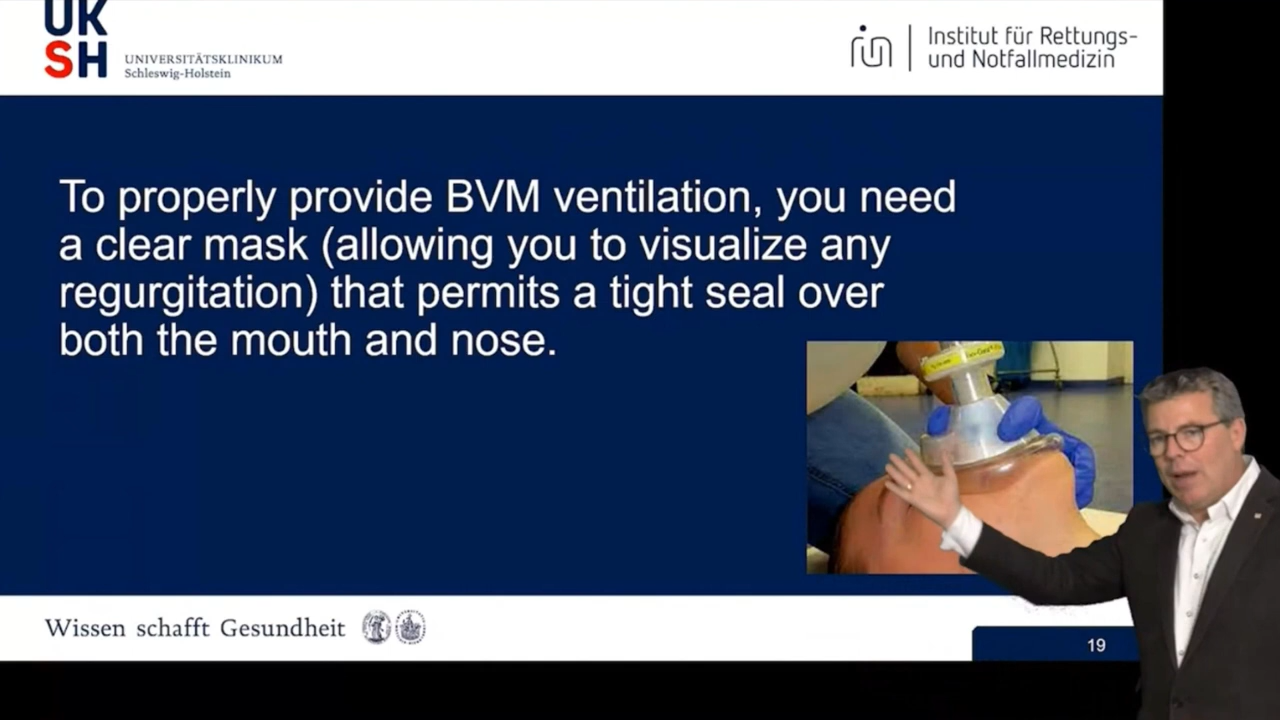 UK
SH
UNIVERSITÄTSKLINIKUM
Schleswig-Holstein
Institut für Rettungs-
und Notfallmedizin
To properly provide BVM ventilation, you need
a clear mask (allowing you to visualize any
regurgitation) that permits a tight seal over
both the mouth and nose.
Wissen schafft Gesundheit
19